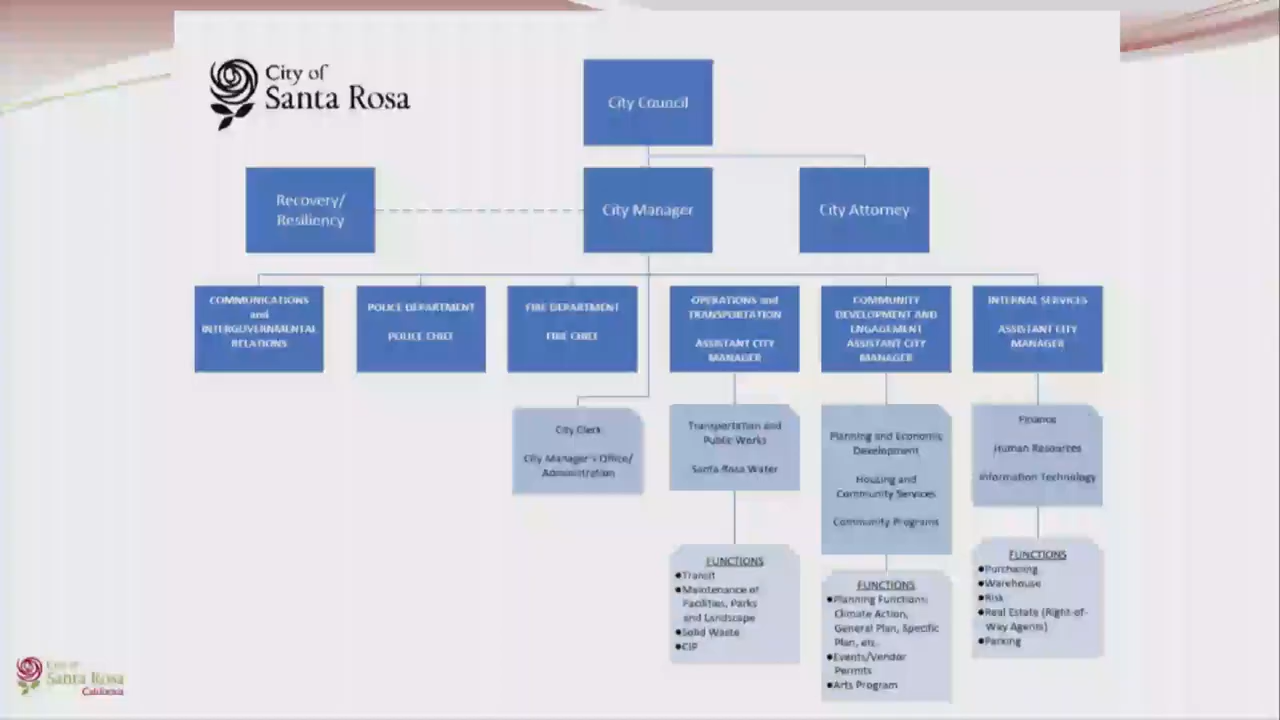 City of
Santa Rosa
City Council
Recovery/
Resiliency
City Manager
City Attorney
COMMUNICATIONS
and
INTERGOVERNMENTAL
RELATIONS
POLICE DEPARTMENT
POLICE CHIEF
FIRE DEPARTMENT
FIRE CHIEF
OPERATIONS and
TRANSPORTATION
ASSISTANT CITY
MANAGER
COMMUNITY
DEVELOPMENT AND
ENGAGEMENT
ASSISTANT CITY
MANAGER
INTERNAL SERVICES
ASSISTANT CITY
MANAGER
City Clerk
City Manager's Office/
Administration
Transportation and
Public Works
Santa Rosa Water
Planning and Economic
Development
Housing and
Community Services
Community Programs
Finance
Human Resources
Information Technology
FUNCTIONS
•Transit
•Maintenance of
Facilities, Parks
and Landscape
•Solid Waste
•CIP
FUNCTIONS
•Planning Functions:
Climate Action,
General Plan, Specific
Plan, etc.
•Events/Vendor
Permits
•Arts Program
FUNCTIONS
•Purchasing
•Warehouse
•Risk
•Real Estate (Right-of-
Way Agents)
•Parking
City of
Santa Rosa
California